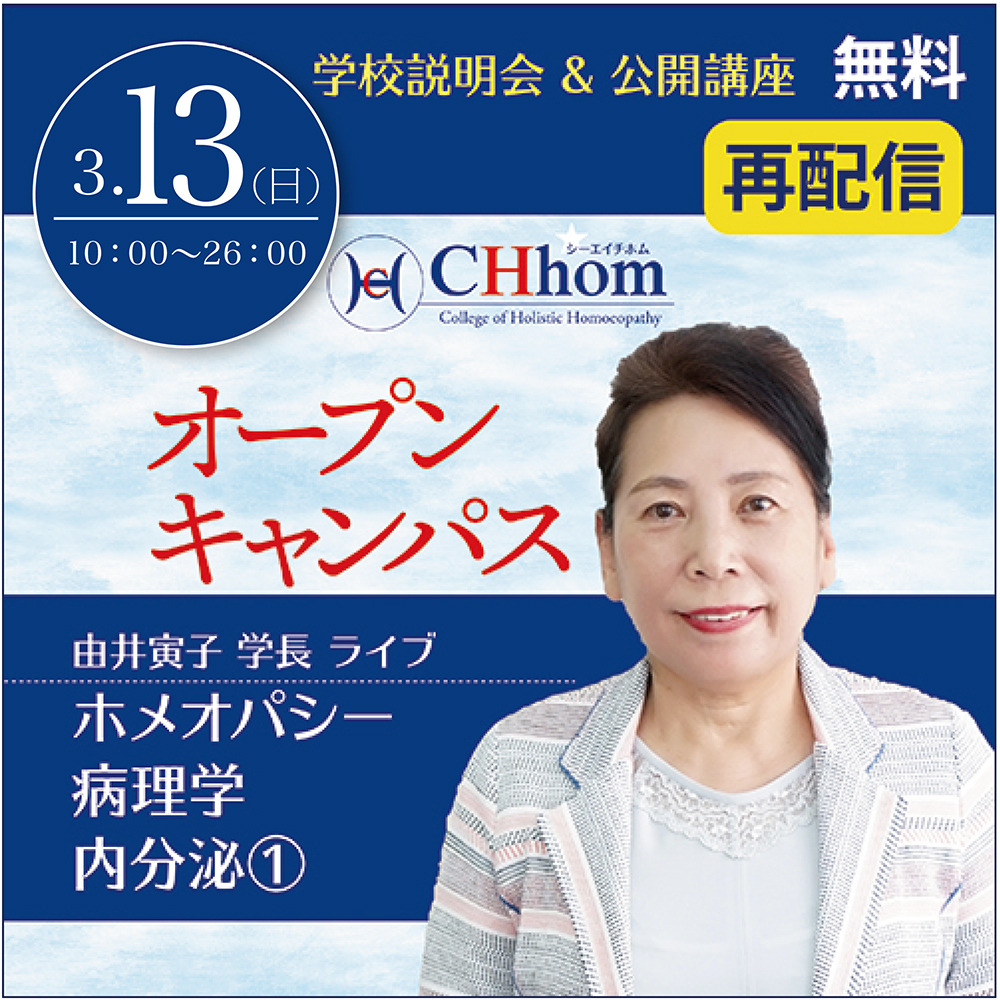 学校説明会 & 公開講座 無料
再配信
3.13(日)
10:00～26:00
シーエイチホム
CHhom
College of Holistic Homoeopathy
オープン
キャンパス
由井寅子 学長 ライブ
ホメオパシー
病理学
内分泌①